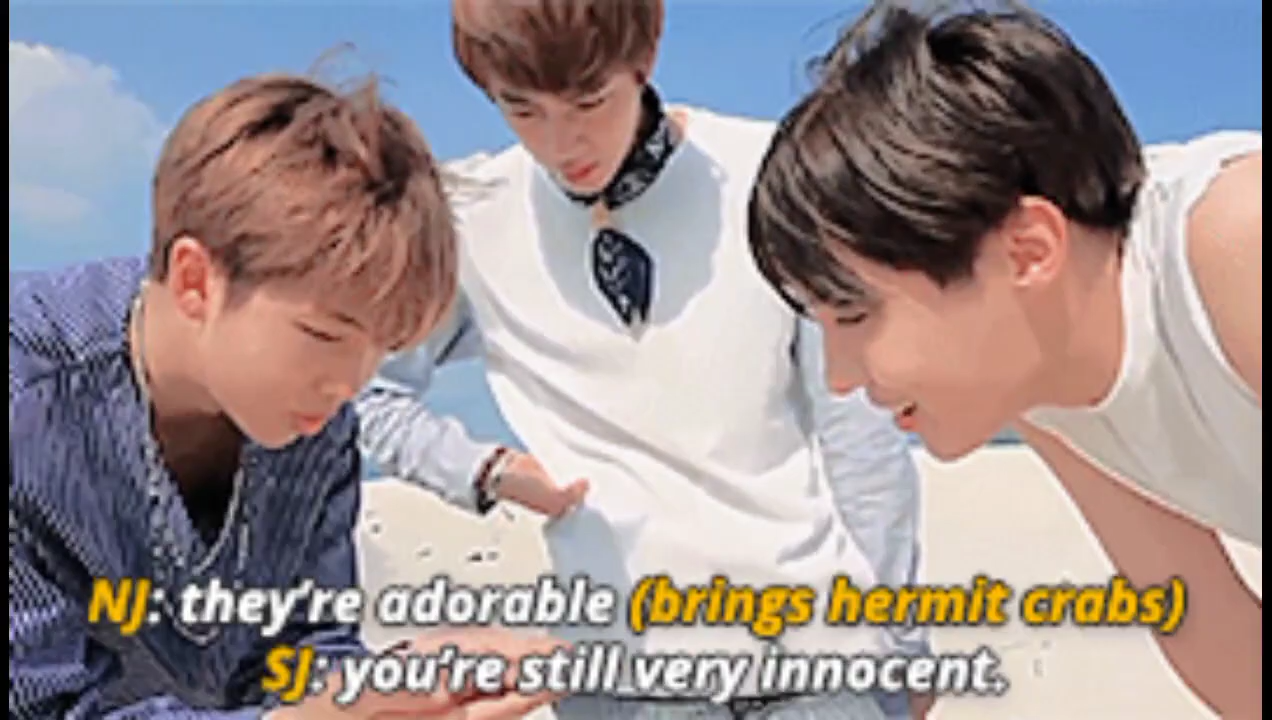 NJ: they're adorable (brings hermit crabs)
SJ: you're still very innocent.